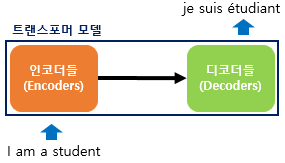 je suis étudiant
트랜스포머 모델
인코더들
(Encoders)
디코더들
(Decoders)
I am a student